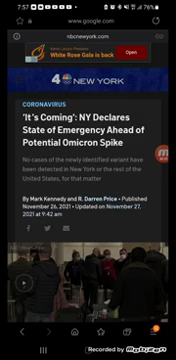 7:57
76%
www.google.com
nbcnewyork.com
White Rose Gala is back
Open
4 NEW YORK
CORONAVIRUS
'It's Coming': NY Declares
State of Emergency Ahead of
Potential Omicron Spike
No cases of the newly identified variant have
been detected in New York or the rest of the
United States, for that matter
By Mark Kennedy and R. Darren Price • Published
November 26, 2021 • Updated on November 27,
2021 at 9:42 am
Recorded by